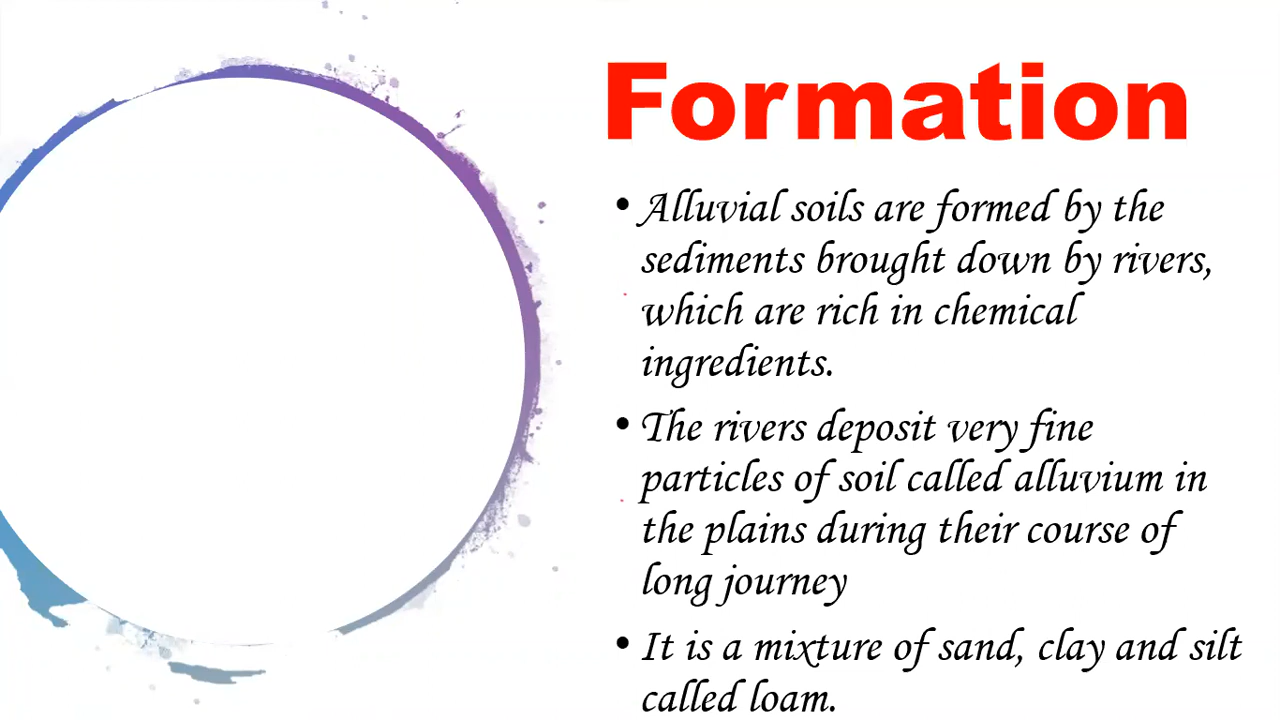 Formation
• Alluvial soils are formed by the
sediments brought down by rivers,
which are rich in chemical
ingredients.
• The rivers deposit very fine
particles of soil called alluvium in
the plains during their course of
long journey
• It is a mixture of sand, clay and silt
called loam.